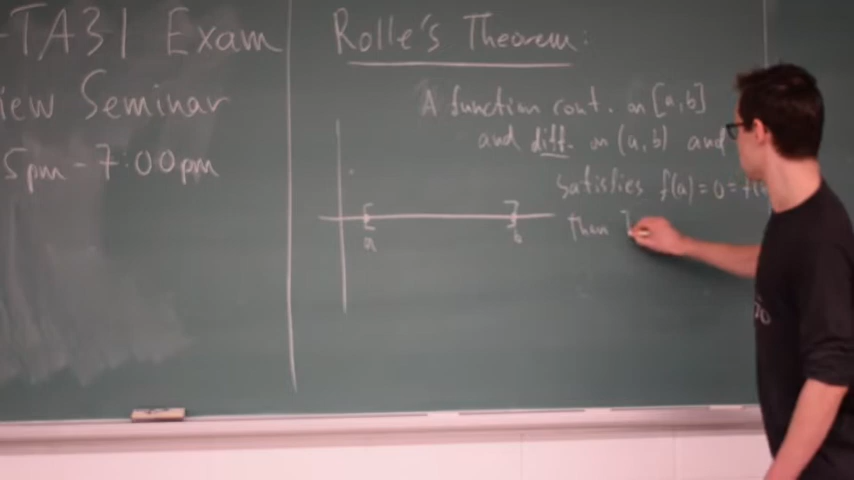 -TA31 Exam
iew Seminar
5pm - 7:00pm
Rolle's Theorem:
A function cont. on [a,b]
and diff. on (a,b) and
satisfies f(a)=0=f(
then
a
b